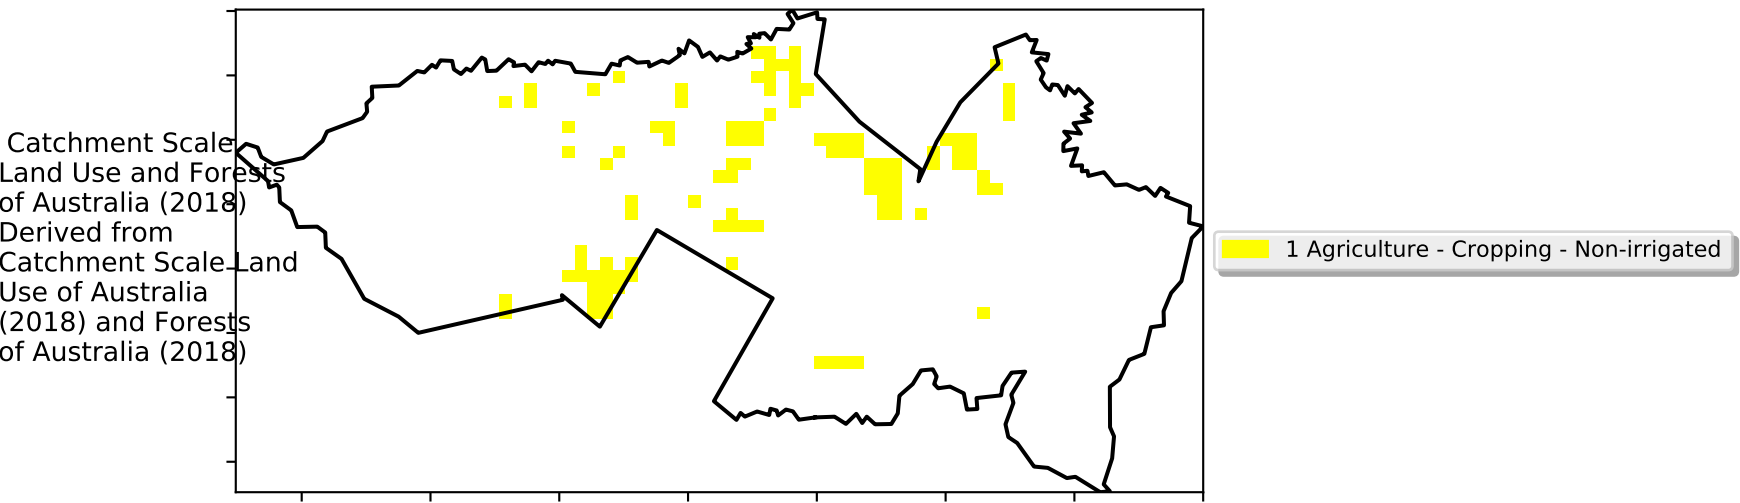 Catchment Scale
Land Use and Forests
of Australia (2018)
Derived from
Catchment Scale Land
Use of Australia
(2018) and Forests
of Australia (2018)
1 Agriculture - Cropping - Non-irrigated